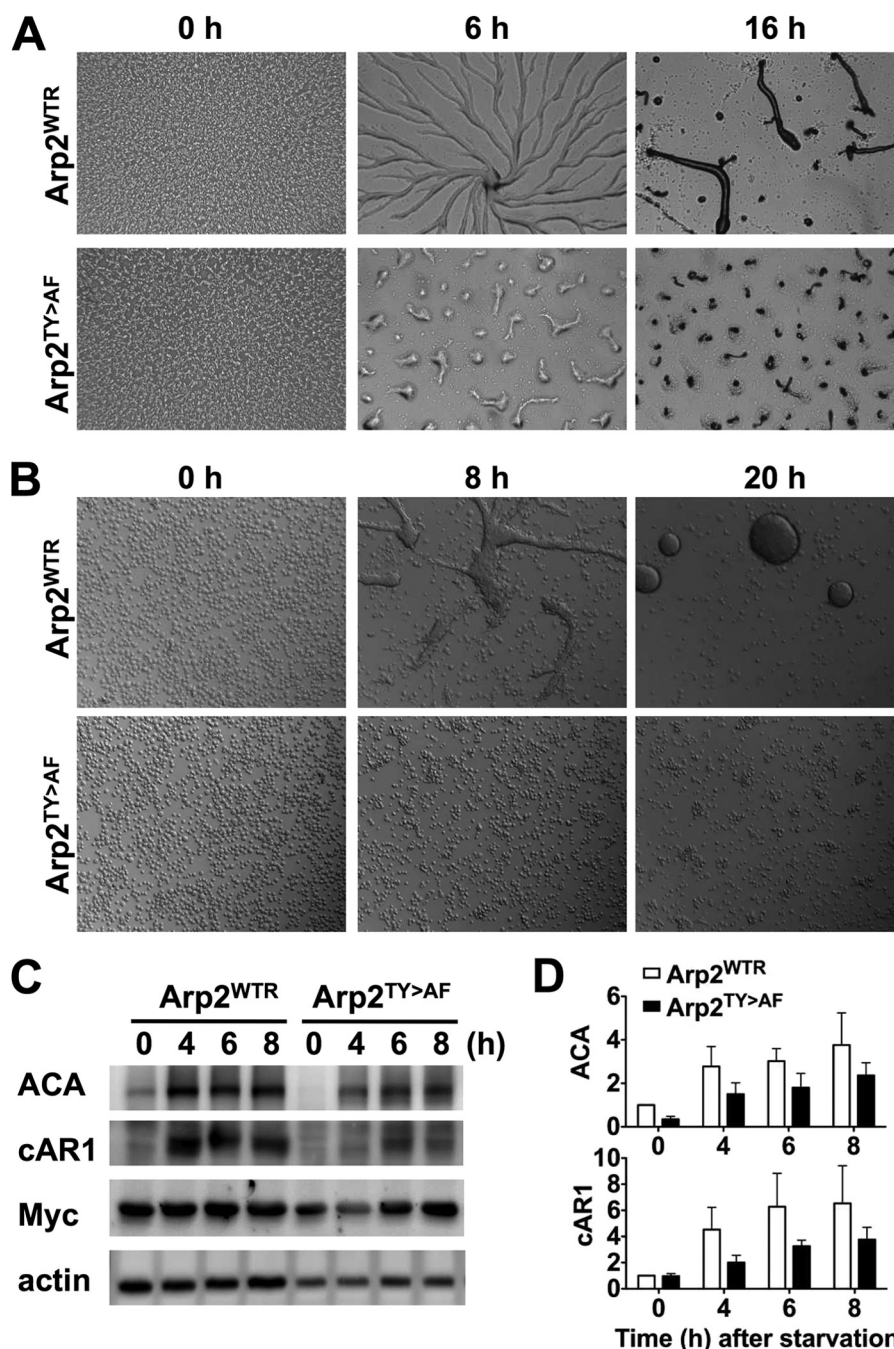 A
0 h 6 h 16 h
Arp2WTR
Arp2TY>AF
B
0 h 8 h 20 h
Arp2WTR
Arp2TY>AF
C
Arp2WTR Arp2TY>AF
0 4 6 8 0 4 6 8 (h)
ACA
cAR1
Myc
actin
D
Arp2WTR
Arp2TY>AF
ACA
6
4
2
0
0 4 6 8
cAR1
10
8
6
4
2
0
0 4 6 8
Time (h) after starvation